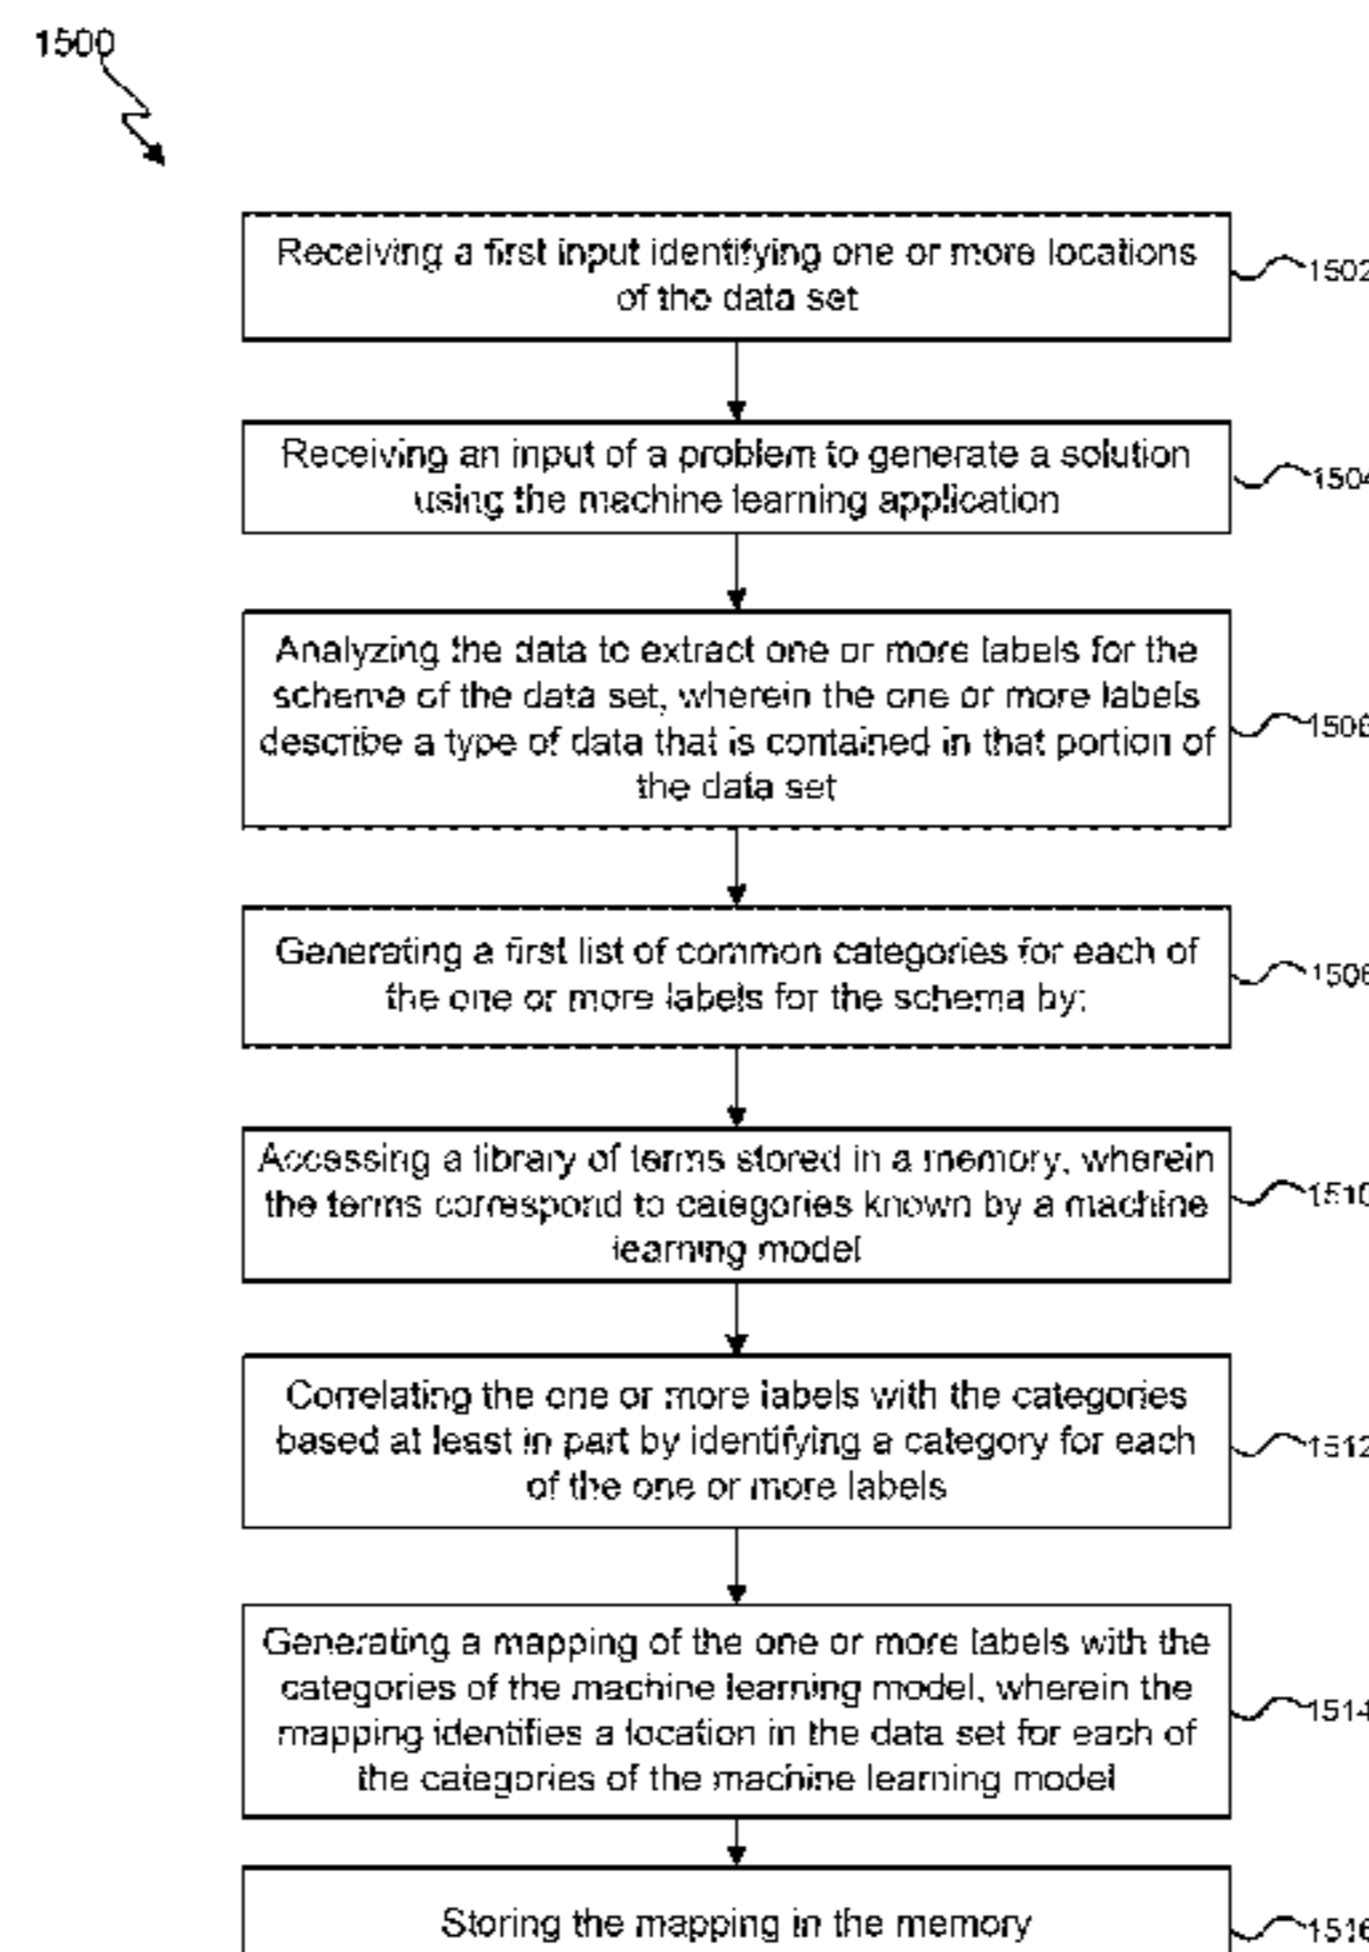 1500
Receiving a first input identifying one or more locations
of the data set
1502
Receiving an input of a problem to generate a solution
using the machine learning application
1504
Analyzing the data to extract one or more labels for the
schema of the data set, wherein the one or more labels
describe a type of data that is contained in that portion of
the data set
1506
Generating a first list of common categories for each of
the one or more labels for the schema by:
1508
Accessing a library of terms stored in a memory, wherein
the terms correspond to categories known by a machine
learning model
1510
Correlating the one or more labels with the categories
based at least in part by identifying a category for each
of the one or more labels
1512
Generating a mapping of the one or more labels with the
categories of the machine learning model, wherein the
mapping identifies a location in the data set for each of
the categories of the machine learning model
1514
Storing the mapping in the memory
1516